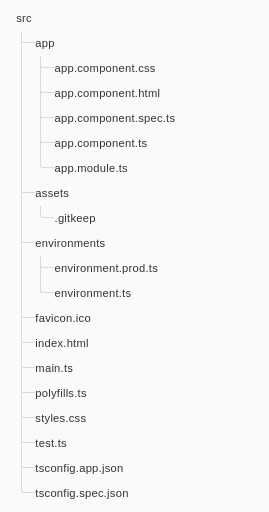 src
app
app.component.css
app.component.html
app.component.spec.ts
app.component.ts
app.module.ts
assets
.gitkeep
environments
environment.prod.ts
environment.ts
favicon.ico
index.html
main.ts
polyfills.ts
styles.css
test.ts
tsconfig.app.json
tsconfig.spec.json